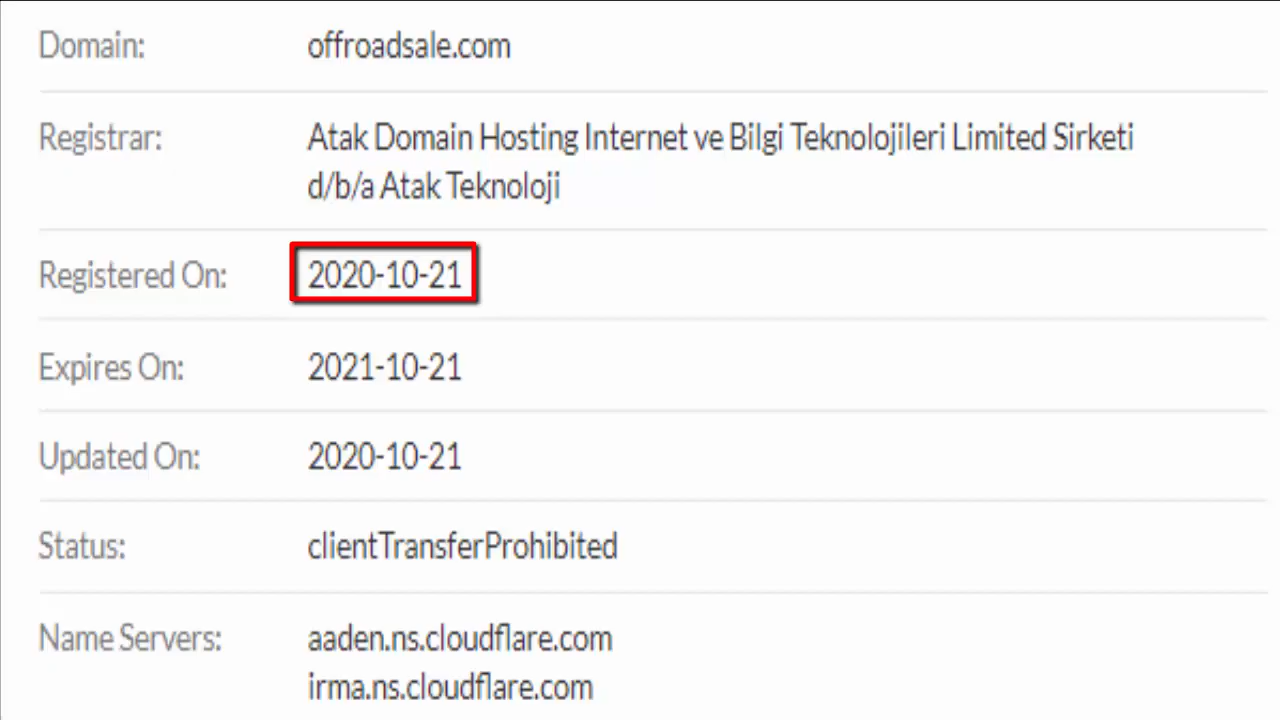 Domain: offroadsale.com
Registrar: Atak Domain Hosting Internet ve Bilgi Teknolojileri Limited Sirketi
d/b/a Atak Teknoloji
Registered On: 2020-10-21
Expires On: 2021-10-21
Updated On: 2020-10-21
Status: clientTransferProhibited
Name Servers: aaden.ns.cloudflare.com
irma.ns.cloudflare.com